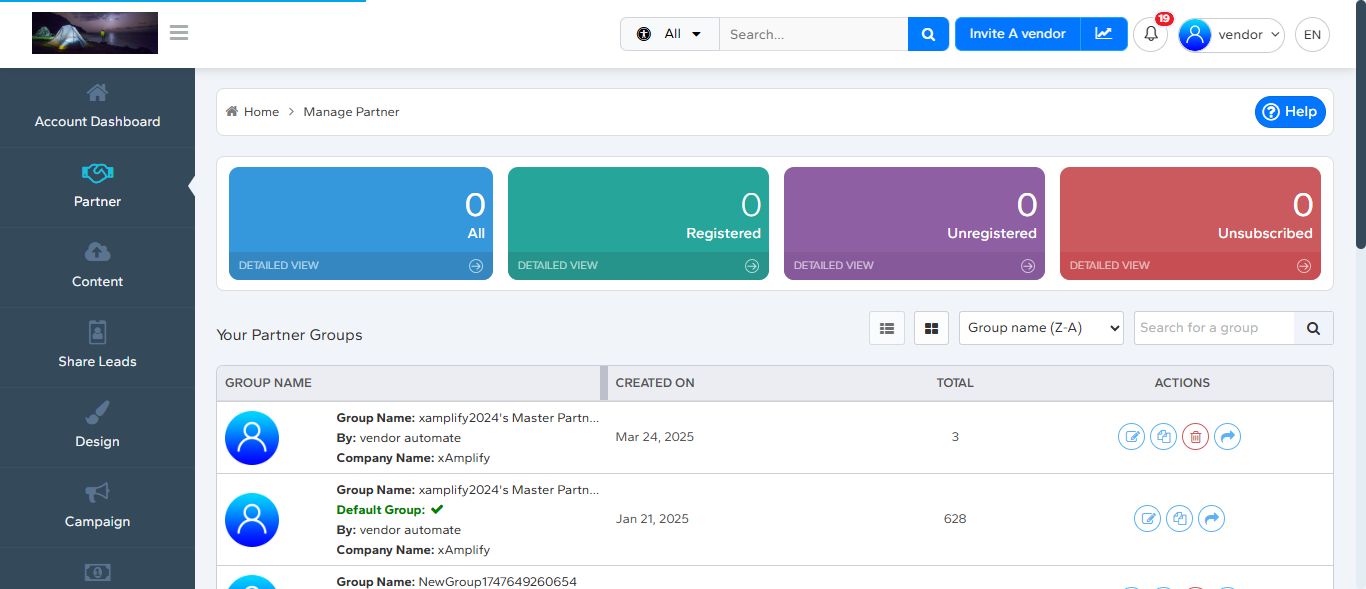 All
Search...
Invite A vendor
19
vendor
EN
Account Dashboard
Partner
Content
Share Leads
Design
Campaign
Home
Manage Partner
Help
0
All
DETAILED VIEW
0
Registered
DETAILED VIEW
0
Unregistered
DETAILED VIEW
0
Unsubscribed
DETAILED VIEW
Your Partner Groups
Group name (Z-A)
Search for a group
GROUP NAME
CREATED ON
TOTAL
ACTIONS
Group Name: xamplify2024's Master Partn...
By: vendor automate
Company Name: xAmplify
Mar 24, 2025
3
Group Name: xamplify2024's Master Partn...
Default Group:
By: vendor automate
Company Name: xAmplify
Jan 21, 2025
628
Group Name: NewGroup1747649260654